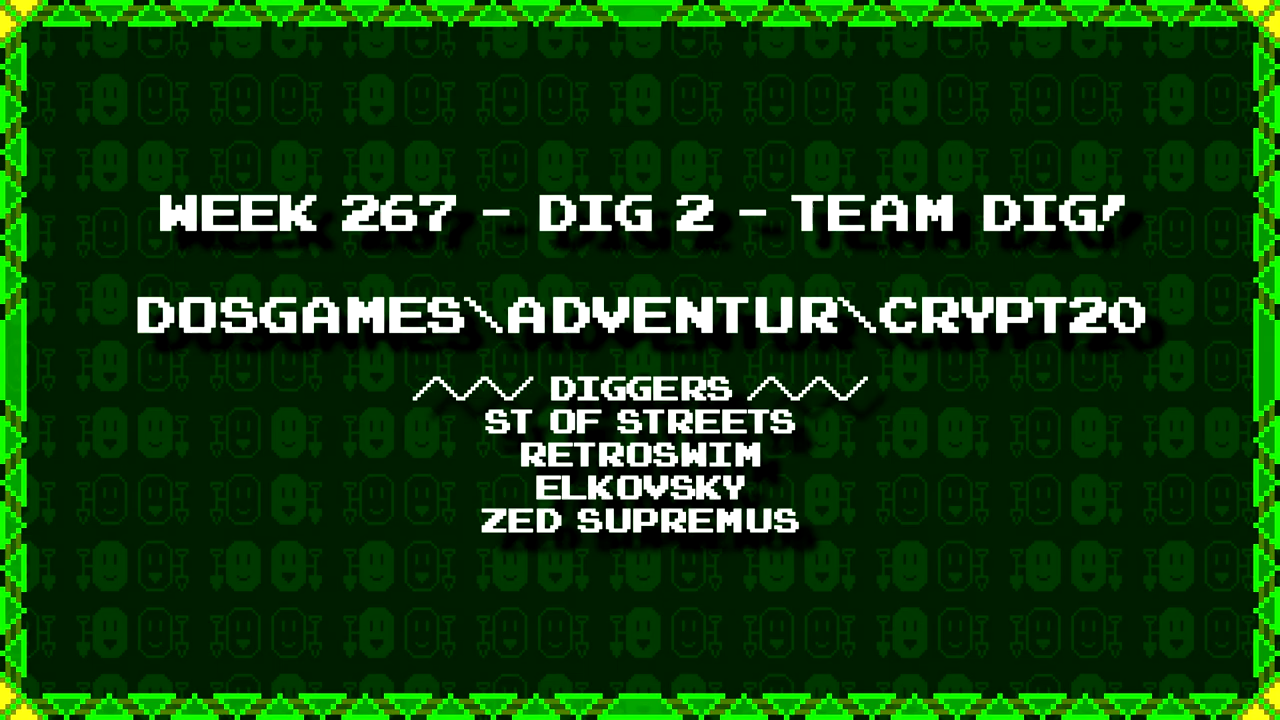 WEEK 267 - DIG 2 - TEAM DIG!
DOSGAMES\ADVENTUR\CRYPT20
/\/\/ DIGGERS /\/\/
ST OF STREETS
RETROSWIM
ELKOVSKY
ZED SUPREMUS